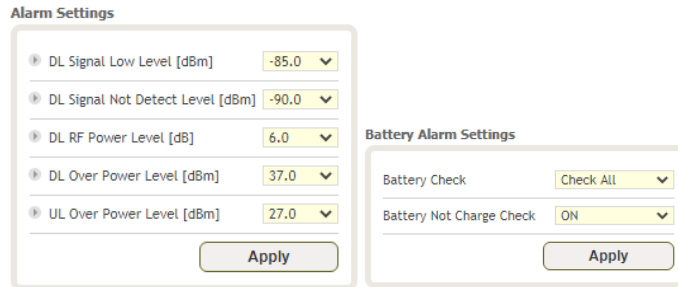 Alarm Settings
DL Signal Low Level [dBm] -85.0
DL Signal Not Detect Level [dBm] -90.0
DL RF Power Level [dB] 6.0
DL Over Power Level [dBm] 37.0
UL Over Power Level [dBm] 27.0
Apply
Battery Alarm Settings
Battery Check Check All
Battery Not Charge Check ON
Apply